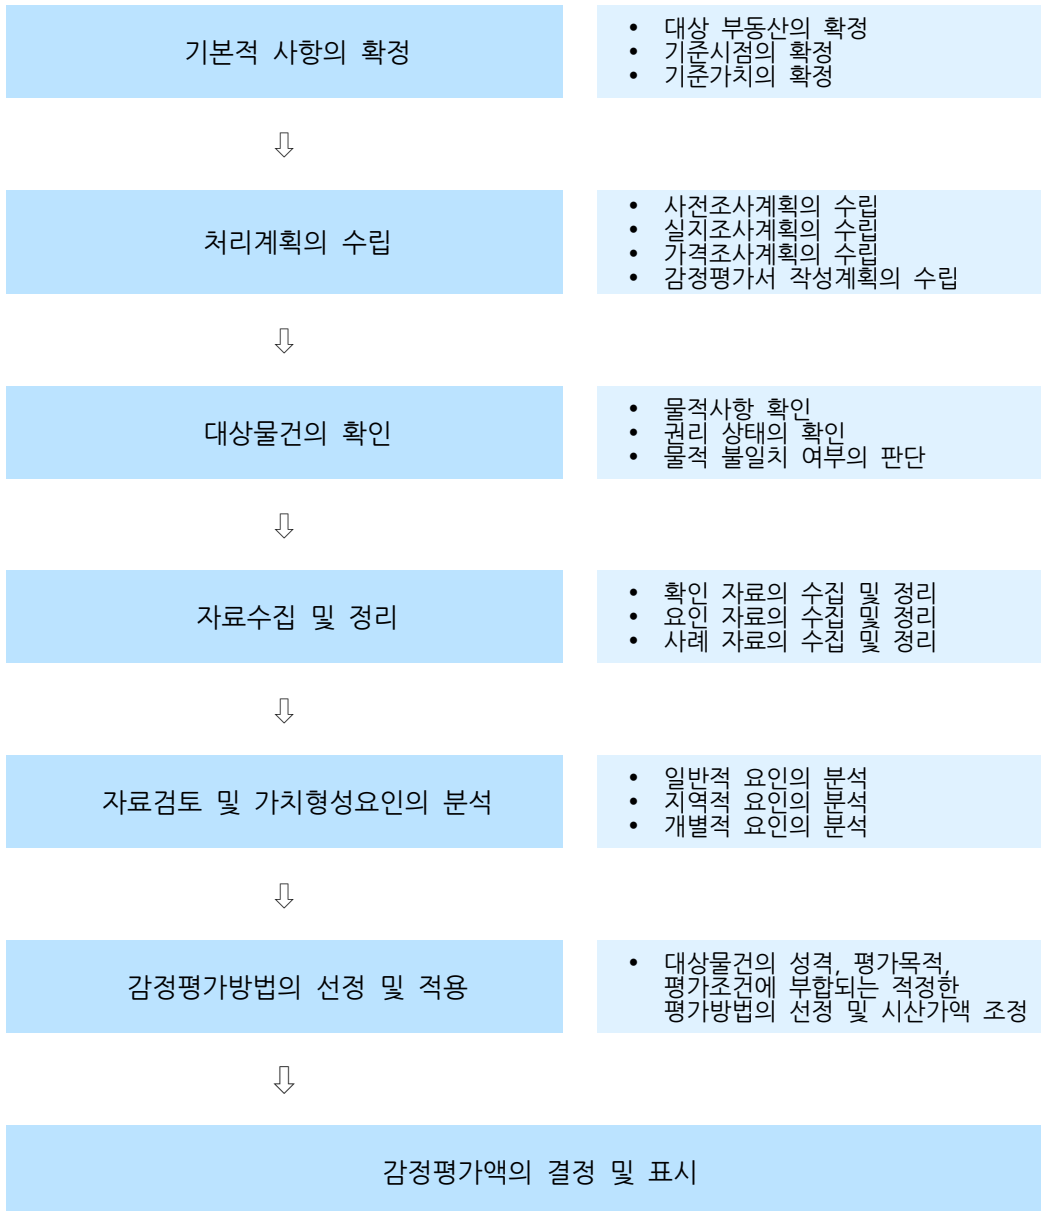 기본적 사항의 확정
• 대상 부동산의 확정
• 기준시점의 확정
• 기준가치의 확정
⇩
처리계획의 수립
• 사전조사계획의 수립
• 실지조사계획의 수립
• 가격조사계획의 수립
• 감정평가서 작성계획의 수립
⇩
대상물건의 확인
• 물적사항 확인
• 권리 상태의 확인
• 물적 불일치 여부의 판단
⇩
자료수집 및 정리
• 확인 자료의 수집 및 정리
• 요인 자료의 수집 및 정리
• 사례 자료의 수집 및 정리
⇩
자료검토 및 가치형성요인의 분석
• 일반적 요인의 분석
• 지역적 요인의 분석
• 개별적 요인의 분석
⇩
감정평가방법의 선정 및 적용
• 대상물건의 성격, 평가목적,
평가조건에 부합되는 적정한
평가방법의 선정 및 시산가액 조정
⇩
감정평가액의 결정 및 표시